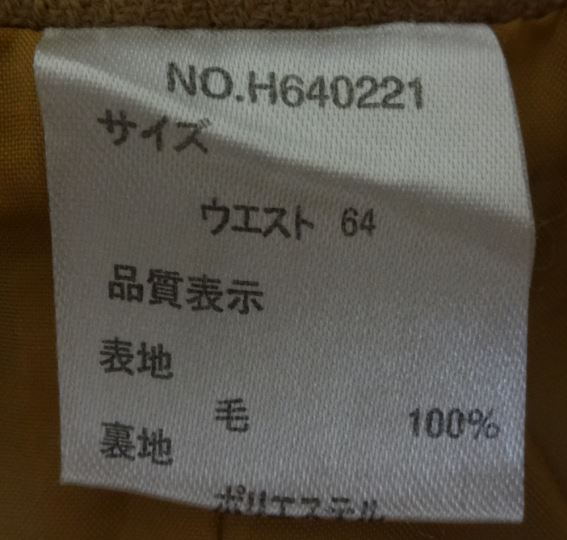 NO.H640221
サイズ
ウエスト 64
品質表示
表地
毛 100%
裏地
ポリエステル